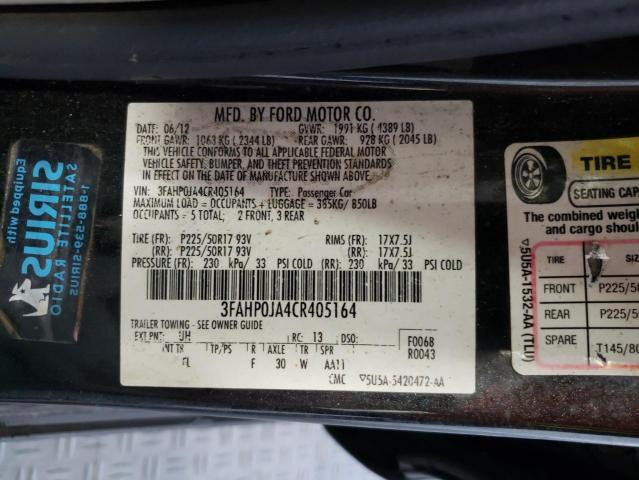 MFD. BY FORD MOTOR CO.
DATE: 06/12 GVWR: 1991 KG ( 4389 LB)
FRONT GAWR: 1063 KG ( 2344 LB) REAR GAWR: 928 KG ( 2045 LB)
THIS VEHICLE CONFORMS TO ALL APPLICABLE FEDERAL MOTOR
VEHICLE SAFETY, BUMPER, AND THEFT PREVENTION STANDARDS
IN EFFECT ON THE DATE OF MANUFACTURE SHOWN ABOVE.
VIN: 3FAHP0JA4CR405164 TYPE: Passenger Car
MAXIMUM LOAD = OCCUPANTS + LUGGAGE = 385KG/ 850LB
OCCUPANTS - 5 TOTAL; 2 FRONT, 3 REAR
TIRE (FR): P225/50R17 93V RIMS (FR): 17X7.5J
(RR): P225/50R17 93V (RR): 17X7.5J
PRESSURE (FR): 230 kPa/ 33 PSI COLD (RR): 230 kPa/ 33 PSI COLD
3FAHP0JA4CR405164
TRAILER TOWING - SEE OWNER GUIDE
EXT PNT: UH RC: 13 DSO: F0068
INT TR TP/PS R AXLE TR SPR R0043
FL F 30 W AA11
CMC ▽5U5A-5420472-AA
SIRIUS
SATELLITE RADIO
1-888-539-SIRIUS
TIRE
SEATING CAPA
The combined weigh
and cargo shoul
TIRE SIZ
FRONT P225/50
REAR P225/50
SPARE T145/80
▽5U5A-1532-AA (TLU)